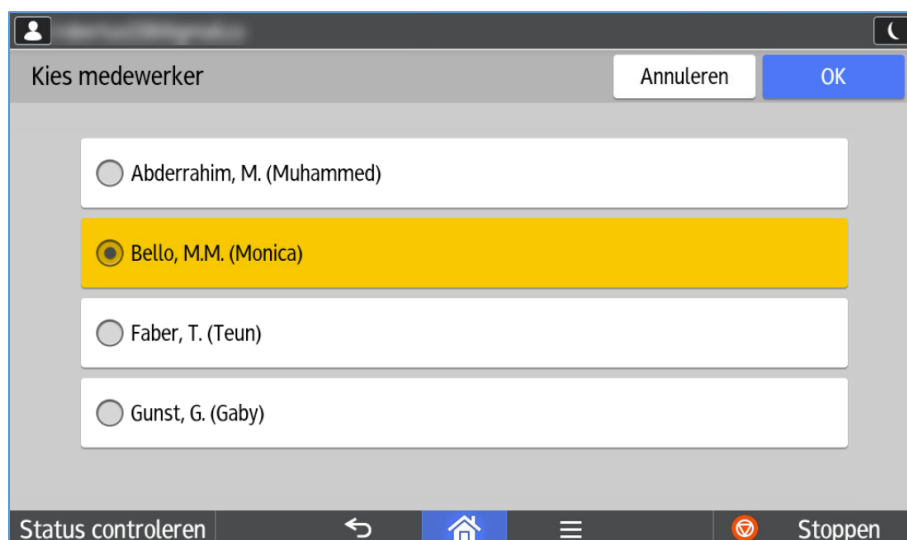 Kies medewerker
Annuleren
OK
Abderrahim, M. (Muhammed)
Bello, M.M. (Monica)
Faber, T. (Teun)
Gunst, G. (Gaby)
Status controleren
Stoppen